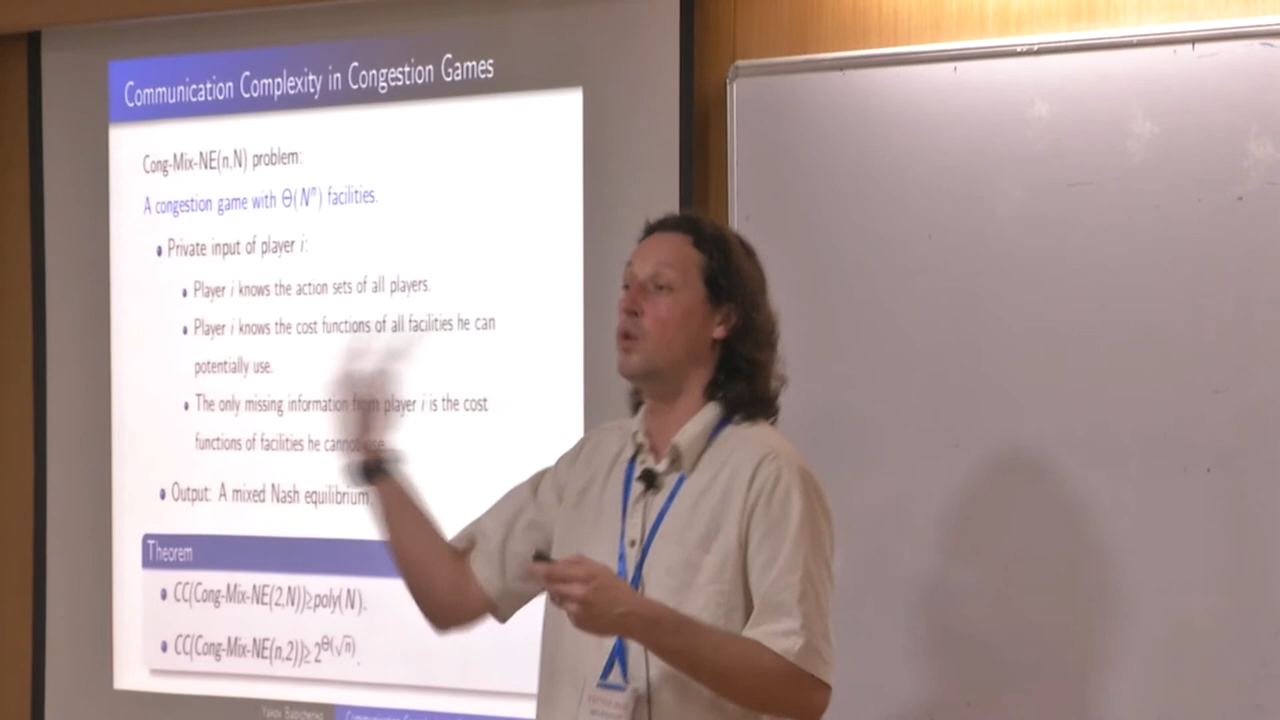 Communication Complexity in Congestion Games
Cong-Mix-NE(n,N) problem:
A congestion game with Θ(Nⁿ) facilities.
• Private input of player i:
• Player i knows the action sets of all players.
• Player i knows the cost functions of all facilities he can
potentially use.
• The only missing information from player i is the cost
functions of facilities he cannot use.
• Output: A mixed Nash equilibrium.
Theorem
• CC(Cong-Mix-NE(2,N))≥poly(N).
• CC(Cong-Mix-NE(n,2))≥ 2^Θ(√n).
Yakov Babichenko